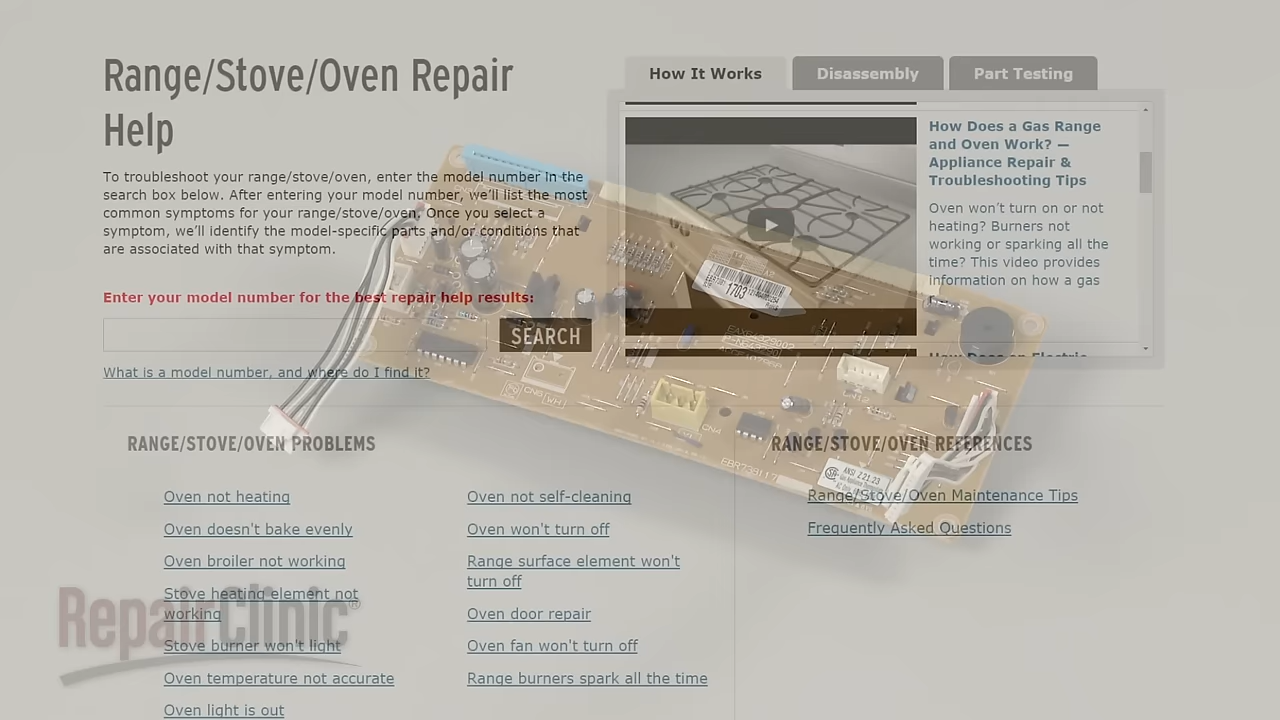 Range/Stove/Oven Repair
Help
To troubleshoot your range/stove/oven, enter the model number in the
search box below. After entering your model number, we'll list the most
common symptoms for your range/stove/oven. Once you select a
symptom, we'll identify the model-specific parts and/or conditions that
are associated with that symptom.
Enter your model number for the best repair help results:
SEARCH
What is a model number, and where do I find it?
How It Works
Disassembly
Part Testing
How Does a Gas Range
and Oven Work? —
Appliance Repair &
Troubleshooting Tips
Oven won't turn on or not
heating? Burners not
working or sparking all the
time? This video provides
information on how a gas
How Does an Electric
1703
CN4
ANSI Z21.23
RANGE/STOVE/OVEN PROBLEMS
Oven not heating
Oven doesn't bake evenly
Oven broiler not working
Stove heating element not
working
Stove burner won't light
Oven temperature not accurate
Oven light is out
Oven not self-cleaning
Oven won't turn off
Range surface element won't
turn off
Oven door repair
Oven fan won't turn off
Range burners spark all the time
RANGE/STOVE/OVEN REFERENCES
Range/Stove/Oven Maintenance Tips
Frequently Asked Questions
RepairClinic®